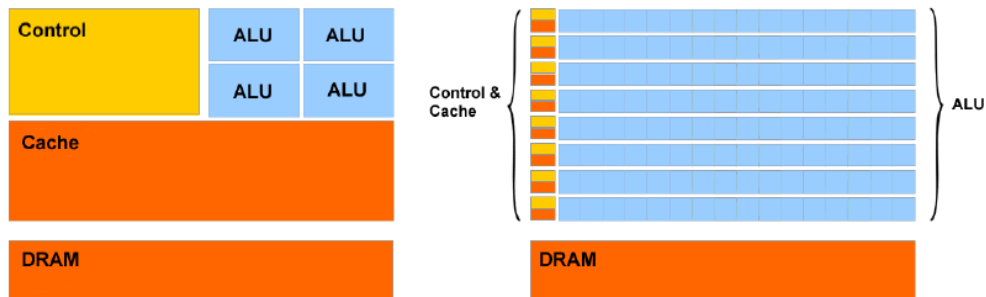 Control
ALU
ALU
ALU
ALU
Cache
DRAM
Control &
Cache
ALU
DRAM